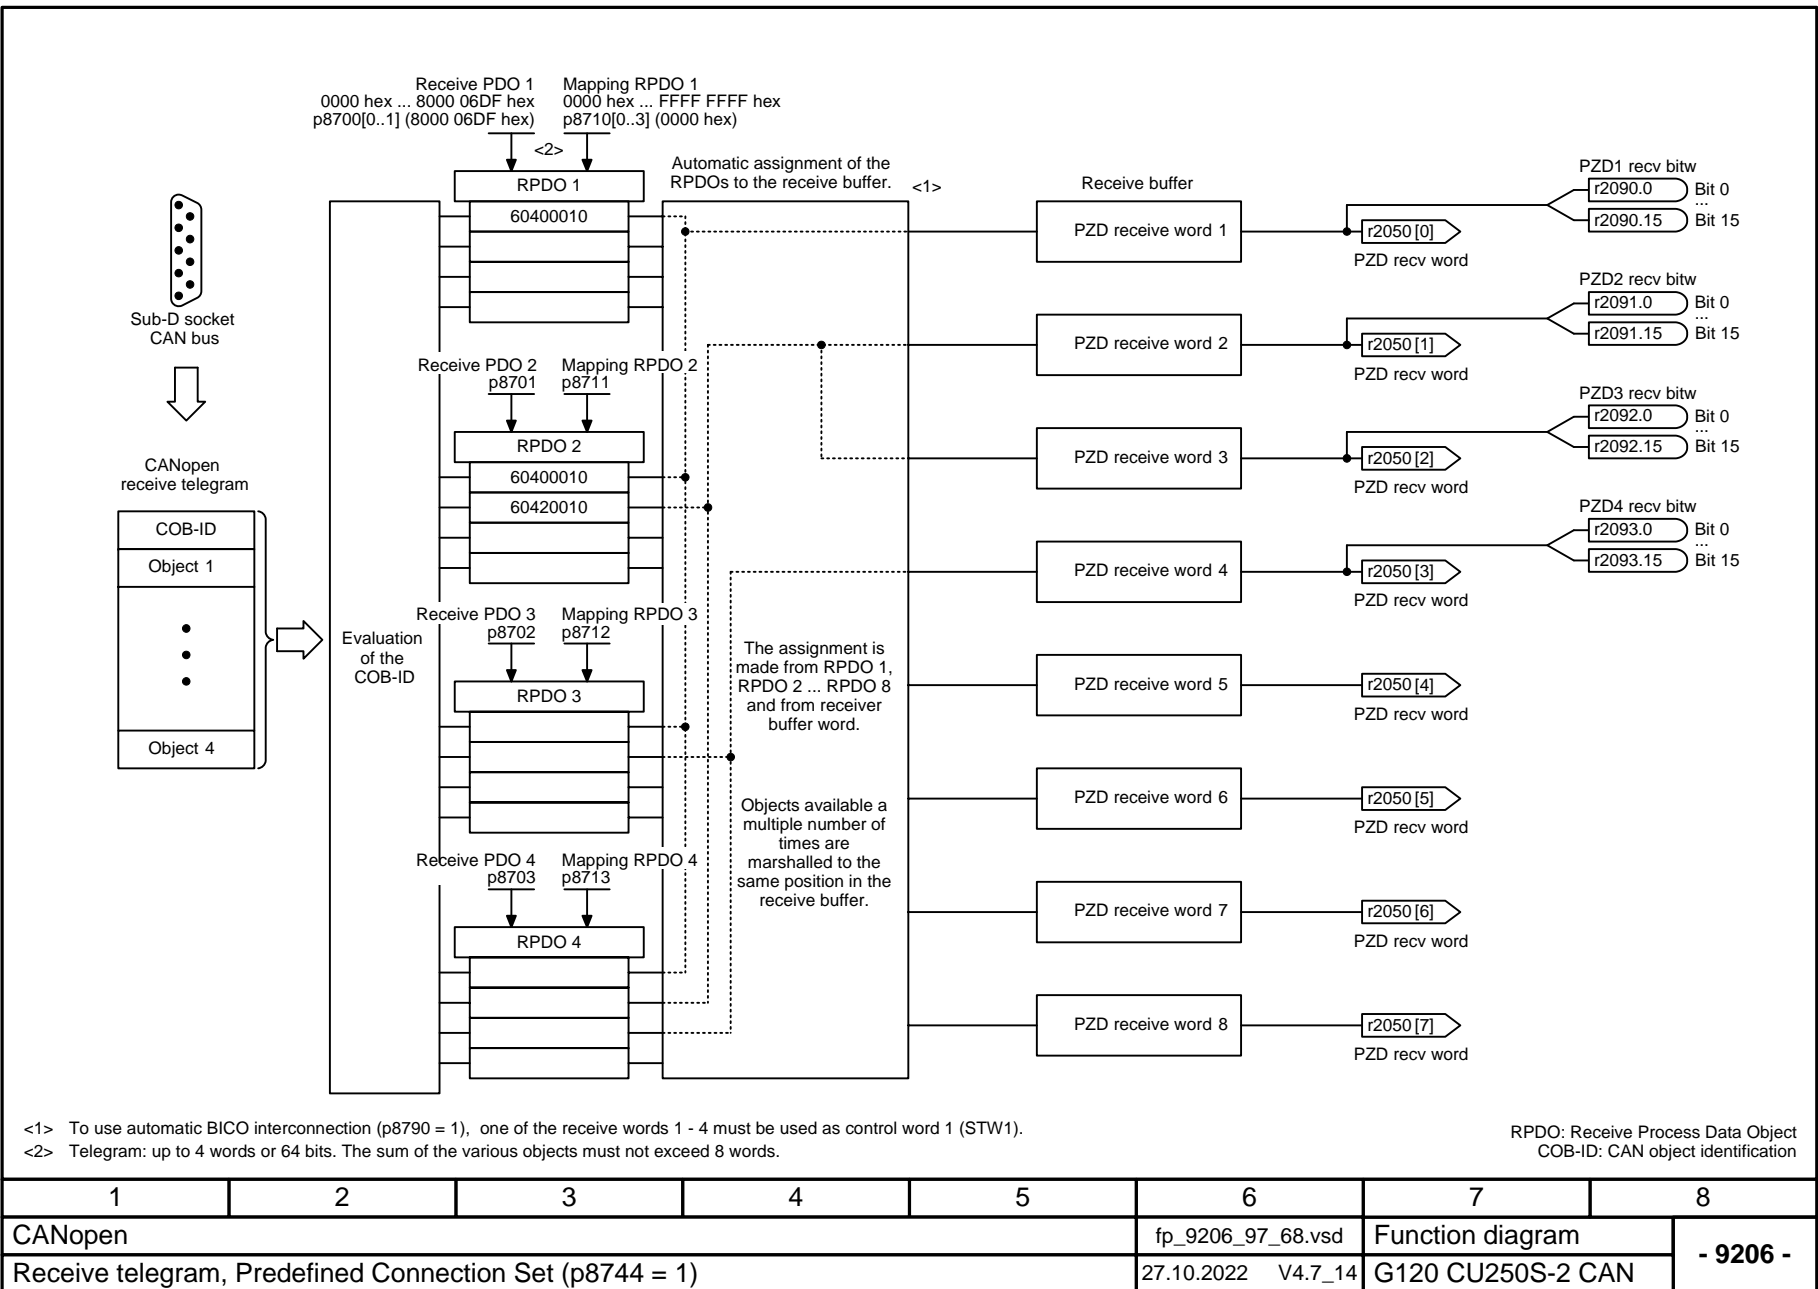 Receive PDO 1
0000 hex ... 8000 06DF hex
p8700[0..1] (8000 06DF hex)
Mapping RPDO 1
0000 hex ... FFFF FFFF hex
p8710[0..3] (0000 hex)
<2>
RPDO 1
60400010
Automatic assignment of the
RPDOs to the receive buffer.
<1>
Receive buffer
PZD receive word 1
r2050 [0]
PZD recv word
PZD1 recv bitw
r2090.0
Bit 0
...
r2090.15
Bit 15
Sub-D socket
CAN bus
PZD receive word 2
r2050 [1]
PZD recv word
PZD2 recv bitw
r2091.0
Bit 0
...
r2091.15
Bit 15
Receive PDO 2
p8701
Mapping RPDO 2
p8711
RPDO 2
60400010
60420010
PZD receive word 3
r2050 [2]
PZD recv word
PZD3 recv bitw
r2092.0
Bit 0
...
r2092.15
Bit 15
CANopen
receive telegram
COB-ID
Object 1
Object 4
PZD receive word 4
r2050 [3]
PZD recv word
PZD4 recv bitw
r2093.0
Bit 0
...
r2093.15
Bit 15
Evaluation
of the
COB-ID
Receive PDO 3
p8702
Mapping RPDO 3
p8712
RPDO 3
The assignment is
made from RPDO 1,
RPDO 2 ... RPDO 8
and from receiver
buffer word.
PZD receive word 5
r2050 [4]
PZD recv word
Objects available a
multiple number of
times are
marshalled to the
same position in the
receive buffer.
PZD receive word 6
r2050 [5]
PZD recv word
Receive PDO 4
p8703
Mapping RPDO 4
p8713
RPDO 4
PZD receive word 7
r2050 [6]
PZD recv word
PZD receive word 8
r2050 [7]
PZD recv word
<1> To use automatic BICO interconnection (p8790 = 1), one of the receive words 1 - 4 must be used as control word 1 (STW1).
<2> Telegram: up to 4 words or 64 bits. The sum of the various objects must not exceed 8 words.
RPDO: Receive Process Data Object
COB-ID: CAN object identification
1 2 3 4 5 6 7 8
CANopen
fp_9206_97_68.vsd
Function diagram
- 9206 -
Receive telegram, Predefined Connection Set (p8744 = 1)
27.10.2022 V4.7_14
G120 CU250S-2 CAN